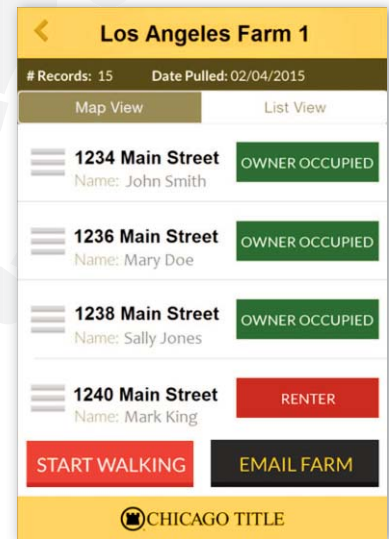 Los Angeles Farm 1
# Records: 15 Date Pulled: 02/04/2015
Map View List View
1234 Main Street OWNER OCCUPIED
Name: John Smith
1236 Main Street OWNER OCCUPIED
Name: Mary Doe
1238 Main Street OWNER OCCUPIED
Name: Sally Jones
1240 Main Street RENTER
Name: Mark King
START WALKING EMAIL FARM
CHICAGO TITLE